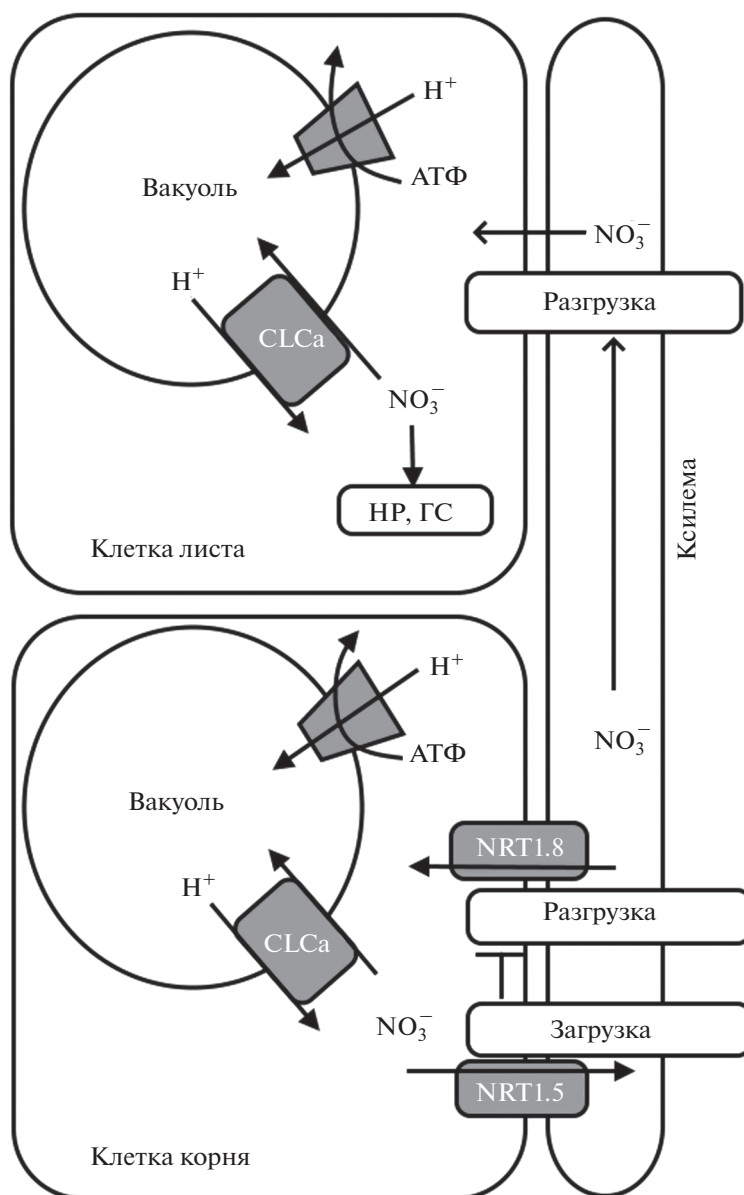 H⁺
Вакуоль
АТФ
NO₃⁻
H⁺
Разгрузка
CLCa
NO₃⁻
НР, ГС
Клетка листа
Ксилема
H⁺
NO₃⁻
АТФ
Вакуоль
NRT1.8
H⁺
Разгрузка
CLCa
NO₃⁻
Загрузка
NRT1.5
Клетка корня